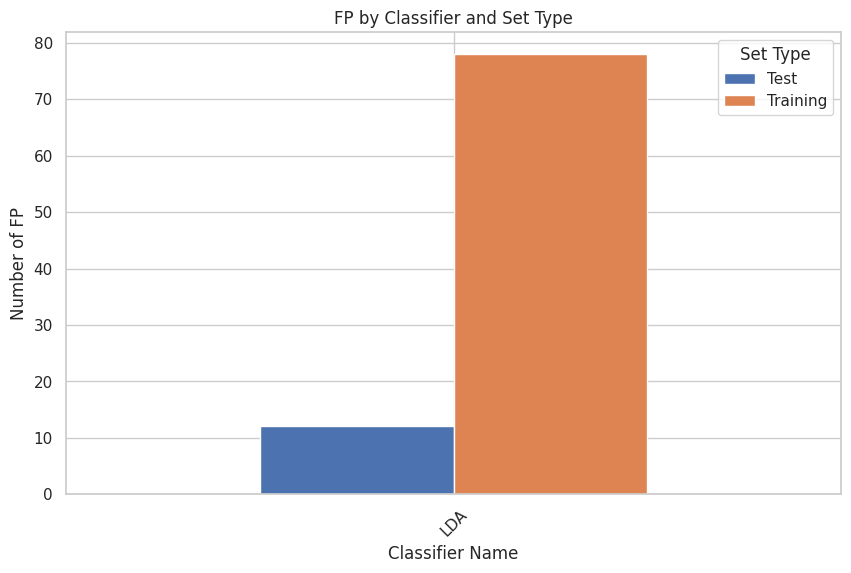 FP by Classifier and Set Type
Set Type
Test
Training
Number of FP
80
70
60
50
40
30
20
10
0
LDA
Classifier Name